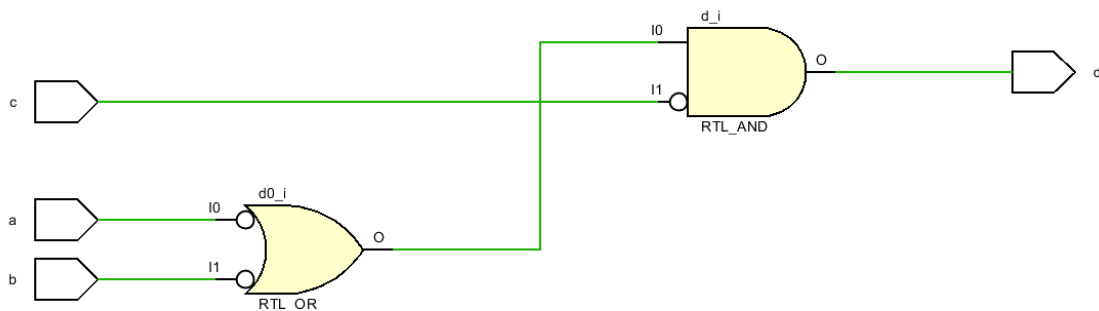 d_i
I0
O
d
c
I1
RTL_AND
d0_i
a
I0
O
b
I1
RTL_OR